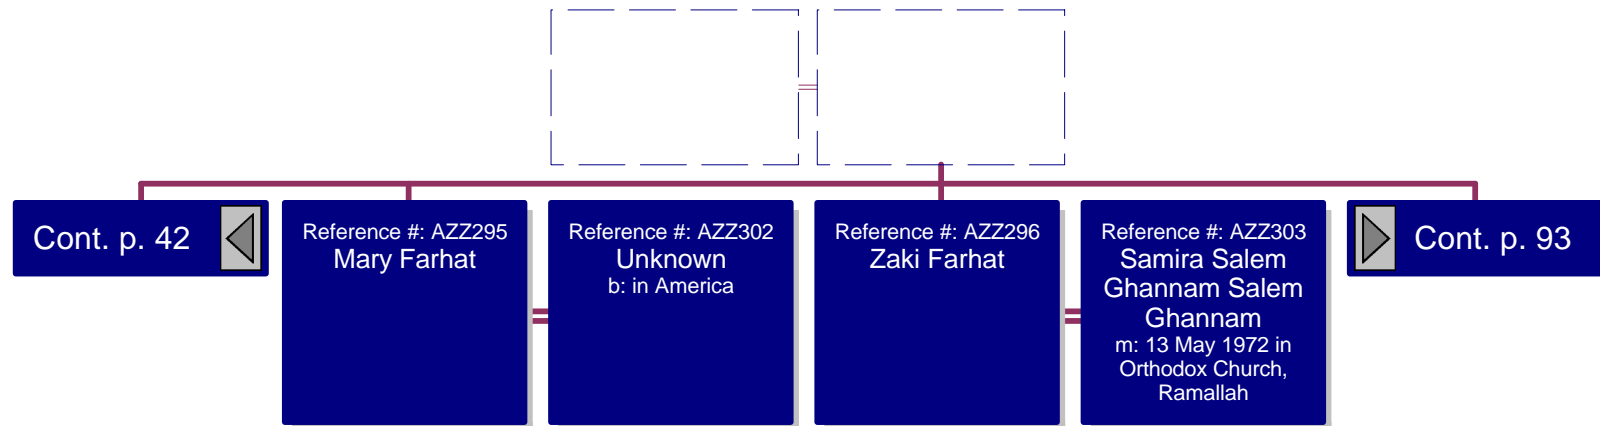 Cont. p. 42
Reference #: AZZ295
Mary Farhat
Reference #: AZZ302
Unknown
b: in America
Reference #: AZZ296
Zaki Farhat
Reference #: AZZ303
Samira Salem
Ghannam Salem
Ghannam
m: 13 May 1972 in
Orthodox Church,
Ramallah
Cont. p. 93